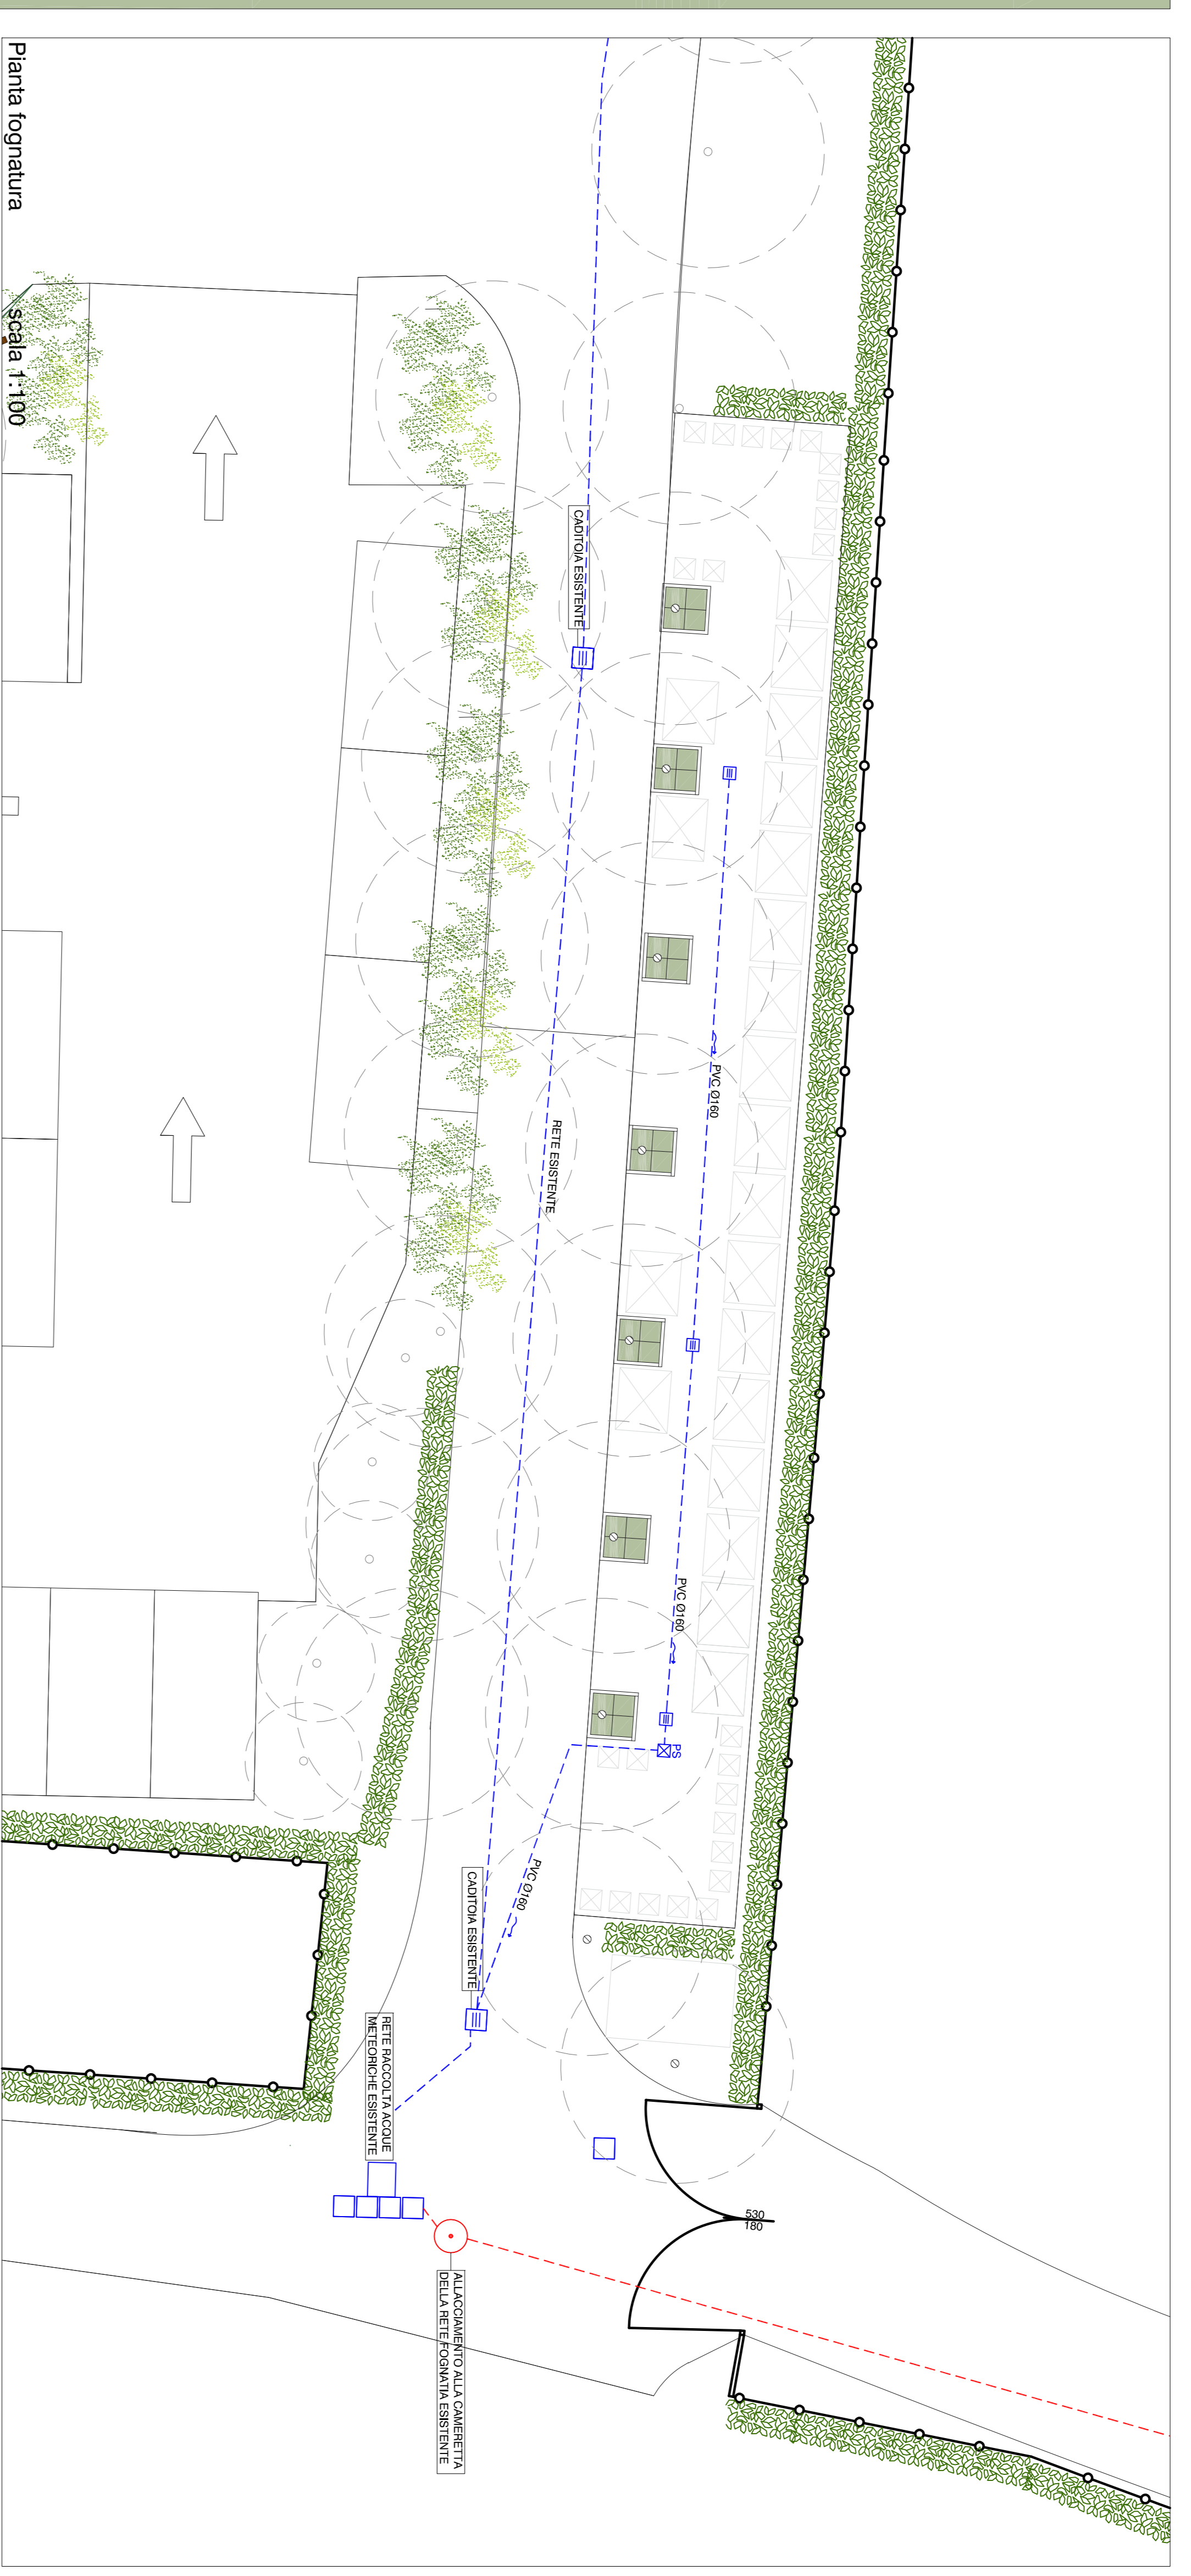 Pianta fognatura
scala 1:100
CADITOIA ESISTENTE
PVC Ø160
RETE ESISTENTE
PVC Ø160
PS
PVC Ø160
CADITOIA ESISTENTE
RETE RACCOLTA ACQUE
METEORICHE ESISTENTE
530
180
ALLACCIAMENTO ALLA CAMERETTA
DELLA RETE FOGNATIA ESISTENTE